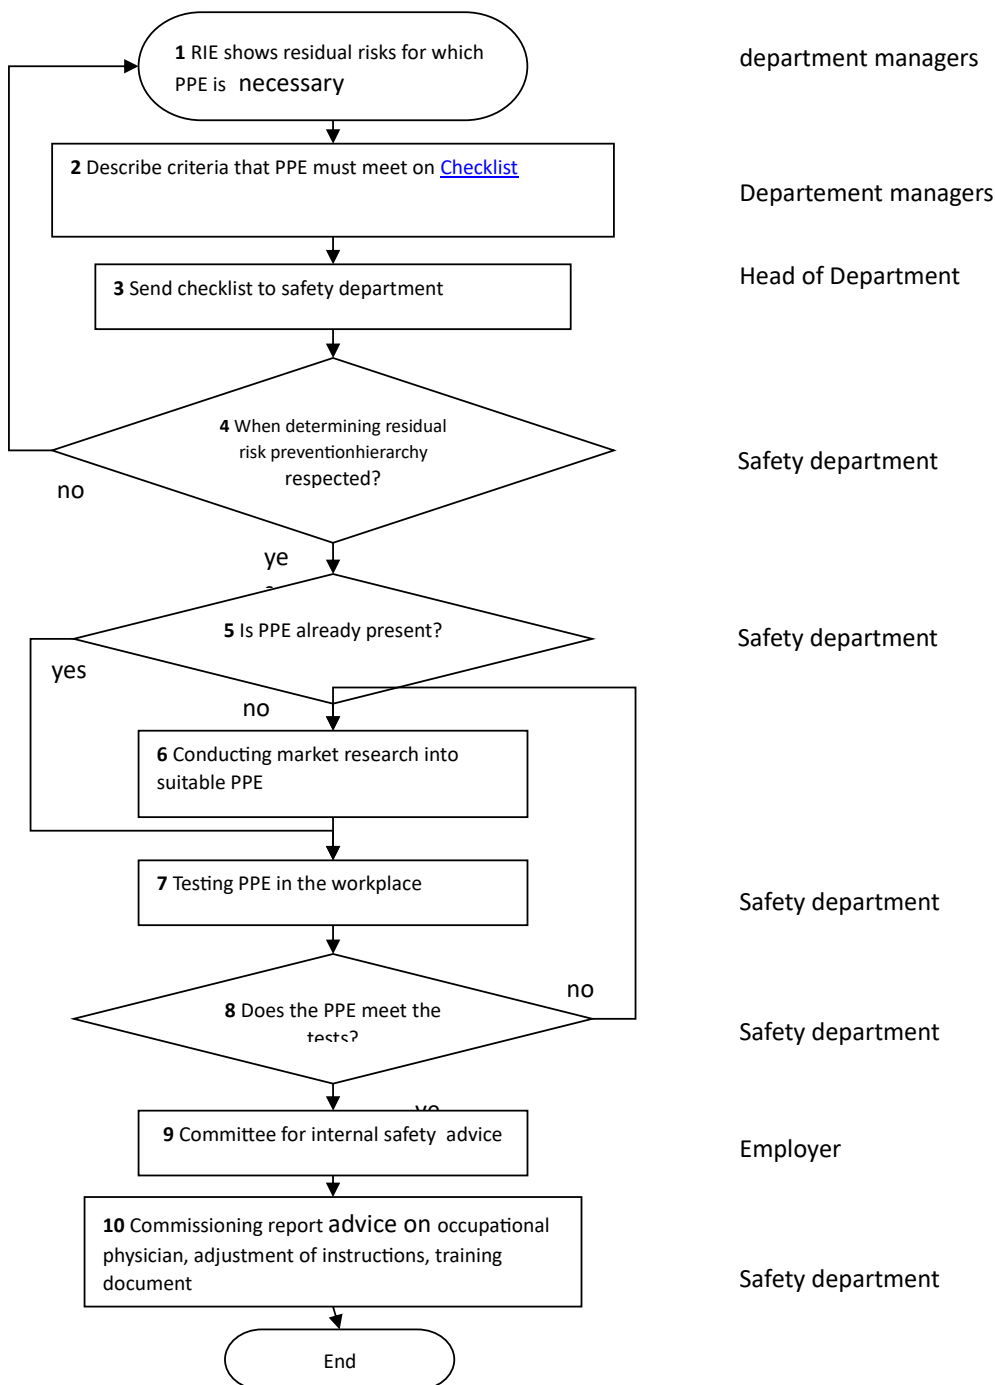 1 RIE shows residual risks for which
PPE is necessary
department managers
2 Describe criteria that PPE must meet on Checklist
Departement managers
3 Send checklist to safety department
Head of Department
4 When determining residual
risk preventionhierarchy
respected?
Safety department
no
ye
5 Is PPE already present?
Safety department
yes
no
6 Conducting market research into
suitable PPE
7 Testing PPE in the workplace
Safety department
no
8 Does the PPE meet the
tests?
Safety department
9 Committee for internal safety advice
Employer
10 Commissioning report advice on occupational
physician, adjustment of instructions, training
document
Safety department
End